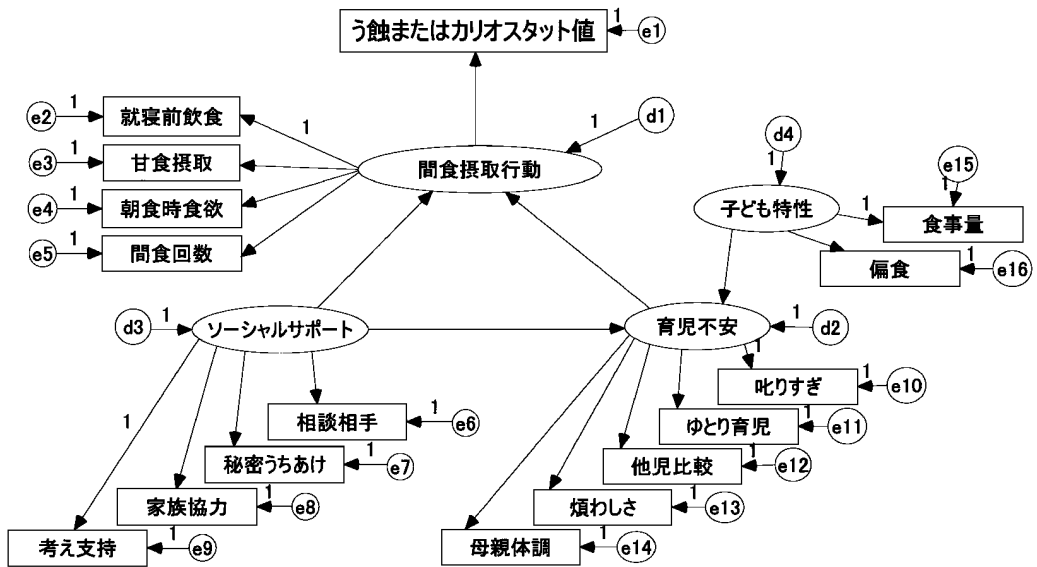 う蝕またはカリオスタット値
1
e1
e2
1
就寝前飲食
1
1
d1
d4
e3
1
甘食摂取
間食摂取行動
1
e15
1
e4
1
朝食時食欲
子ども特性
1
食事量
e5
1
間食回数
偏食
1
e16
d3
1
ソーシャルサポート
育児不安
1
d2
1
叱りすぎ
1
e10
1
相談相手
1
e6
ゆとり育児
1
e11
秘密うちあけ
1
e7
他児比較
1
e12
家族協力
1
e8
煩わしさ
1
e13
考え支持
1
e9
母親体調
1
e14